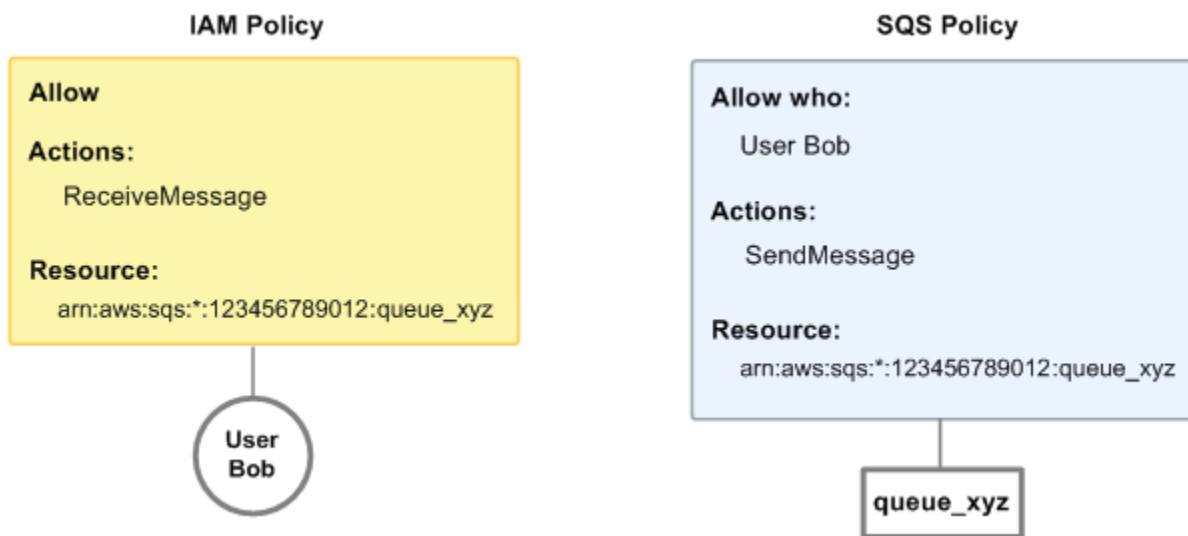 IAM Policy
Allow
Actions:
ReceiveMessage
Resource:
arn:aws:sqs:*:123456789012:queue_xyz
User
Bob
SQS Policy
Allow who:
User Bob
Actions:
SendMessage
Resource:
arn:aws:sqs:*:123456789012:queue_xyz
queue_xyz